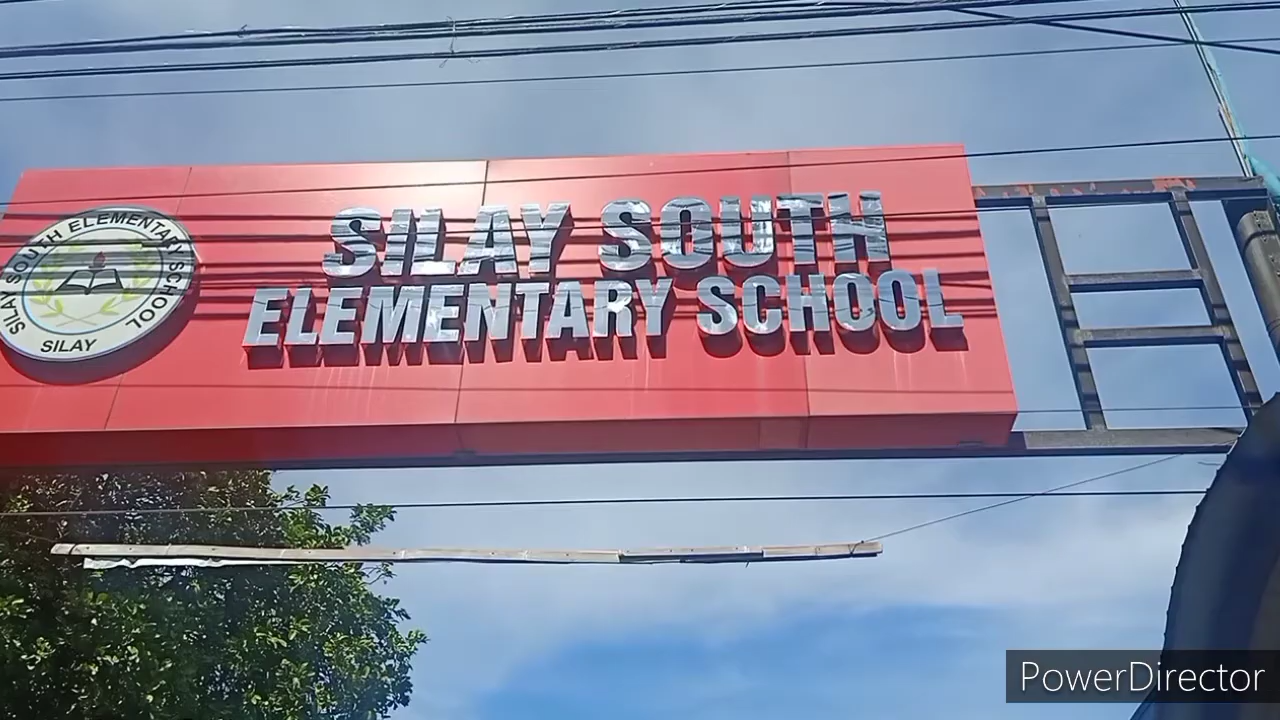 SILAY SOUTH ELEMENTARY SCHOOL
SILAY
SILAY SOUTH
ELEMENTARY SCHOOL
PowerDirector